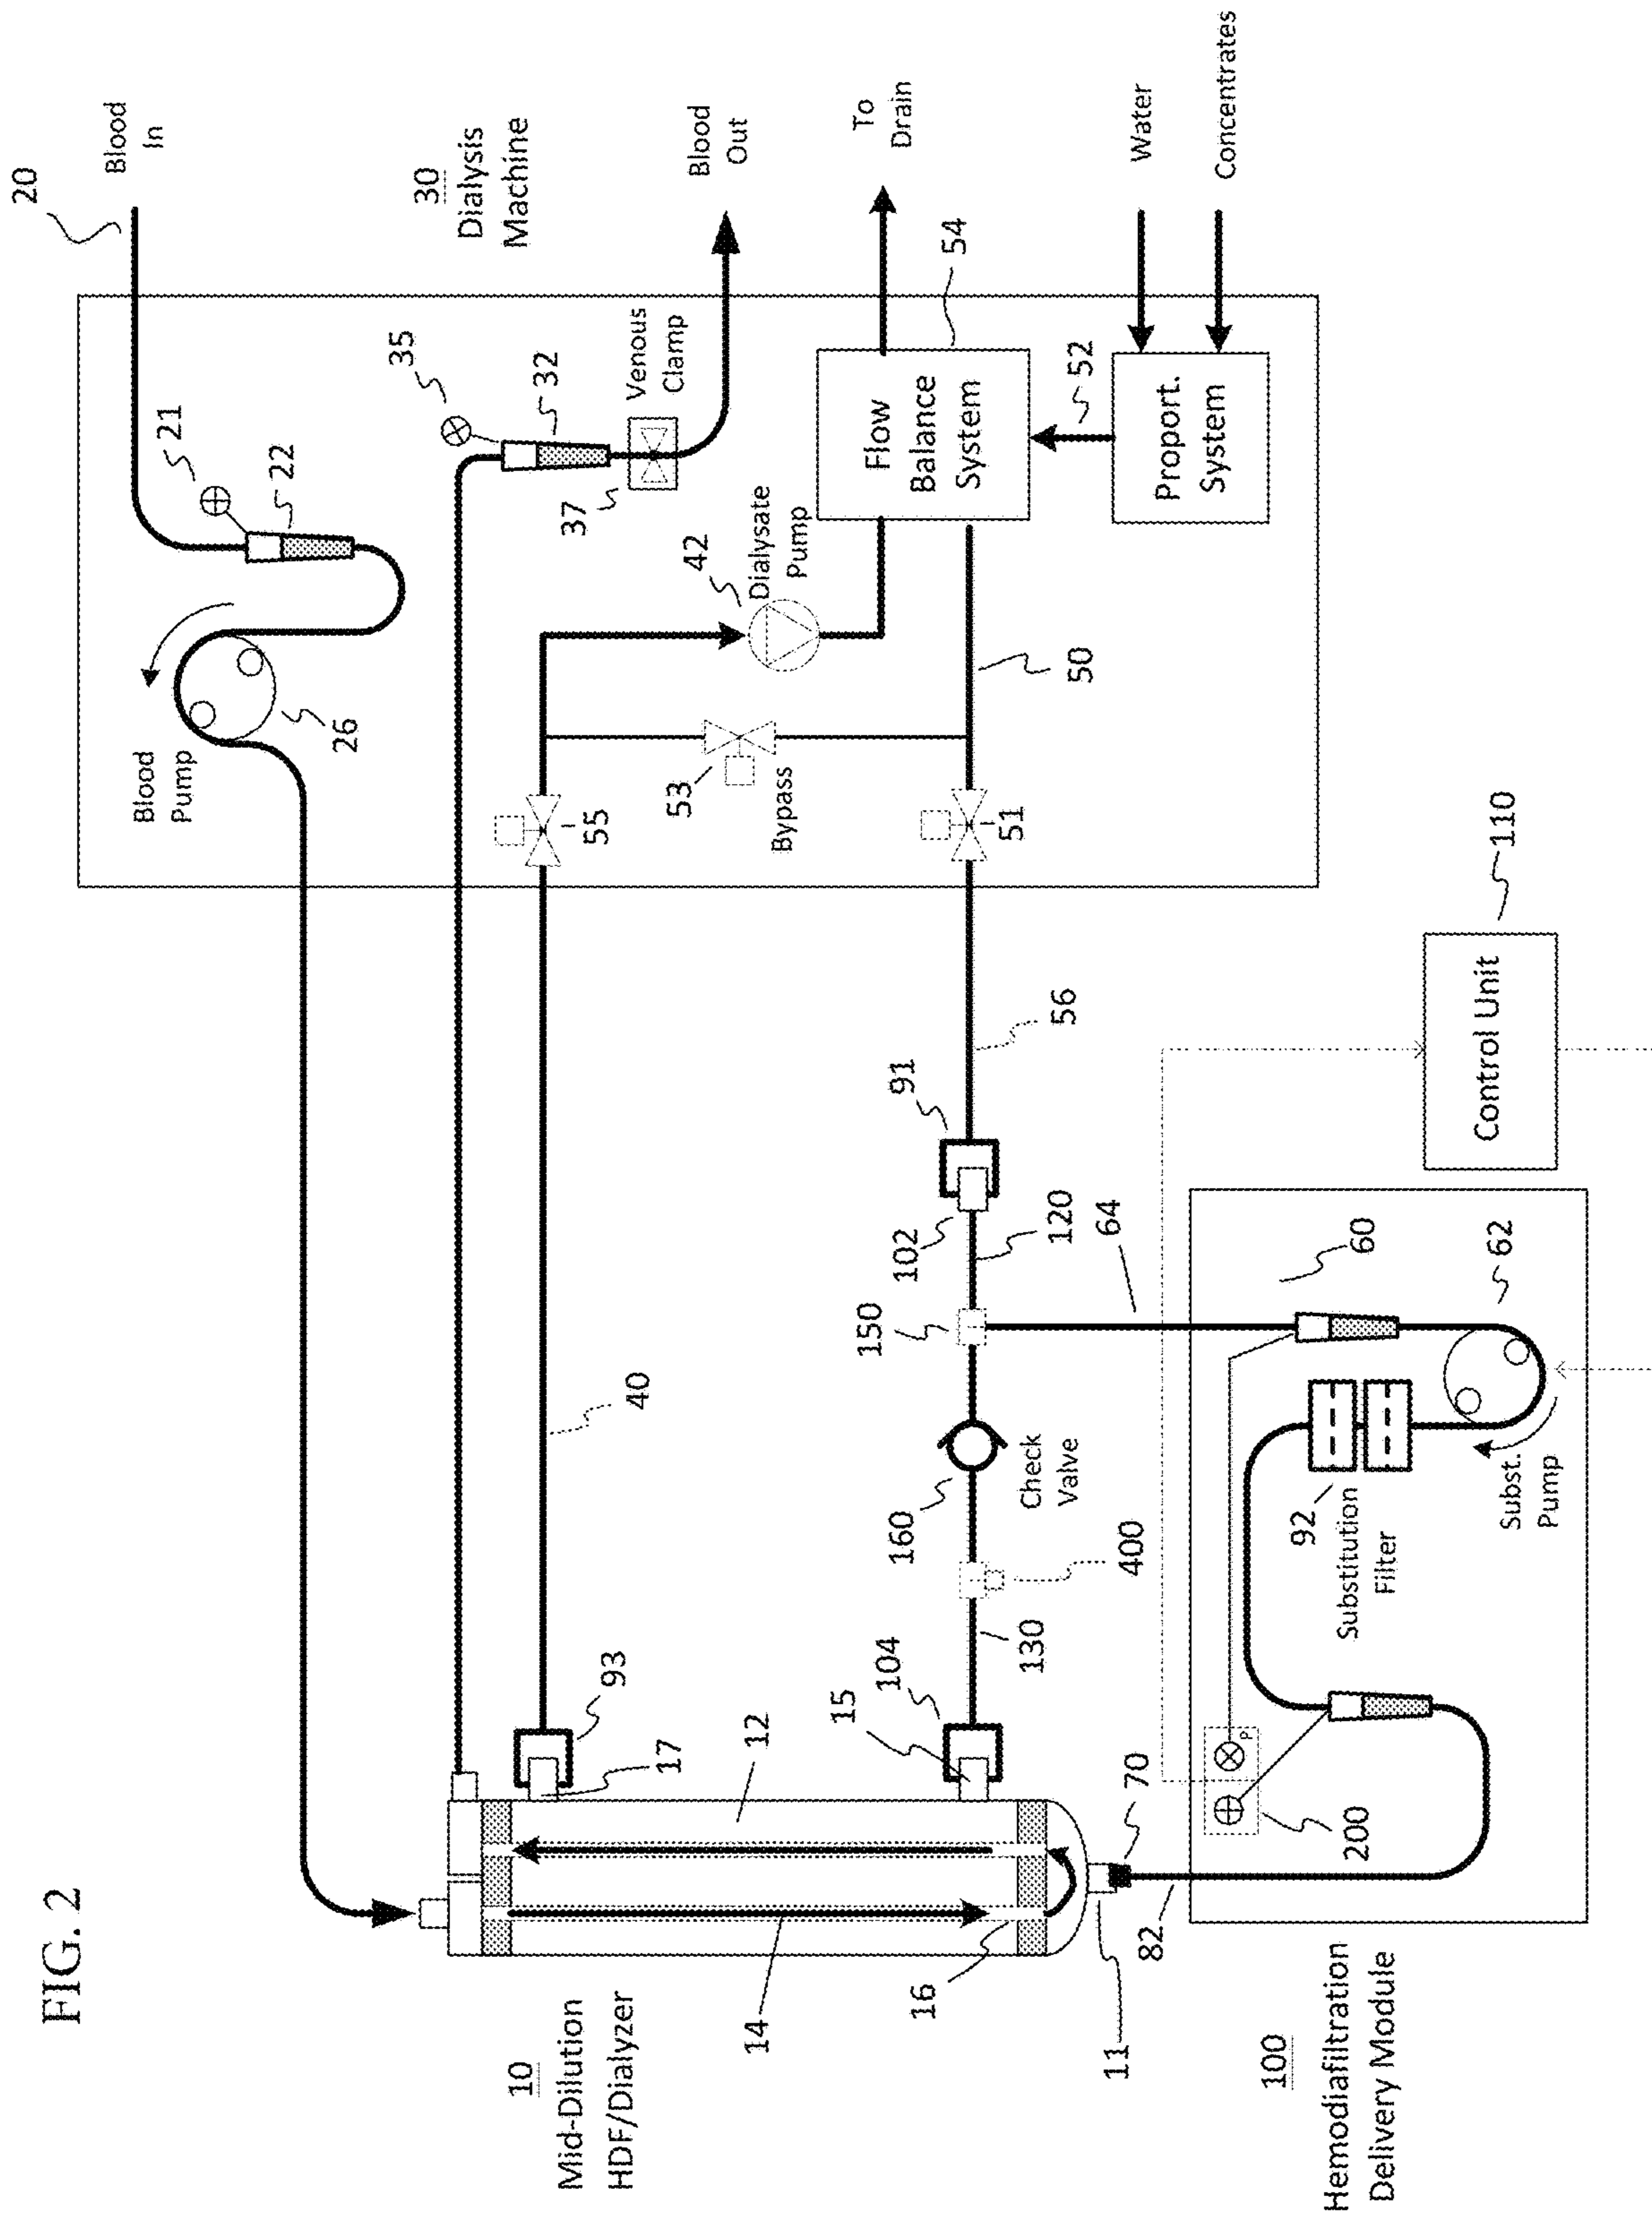 FIG. 2
10
Mid-Dilution
HDF/Dialyzer
14
16
11
12
17
93
15
104
70
82
40
130
400
160
Check
Valve
150
102
120
64
91
56
20
Blood
In
21
22
Blood
Pump
26
30
Dialysis
Machine
35
32
37
Venous
Clamp
Blood
Out
42
Dialysate
Pump
55
53
Bypass
51
50
Flow
Balance
System
54
To
Drain
52
Proport.
System
Water
Concentrates
100
Hemodiafiltration
Delivery Module
200
P
92
Substitution
Filter
Subst.
Pump
60
62
Control Unit
110